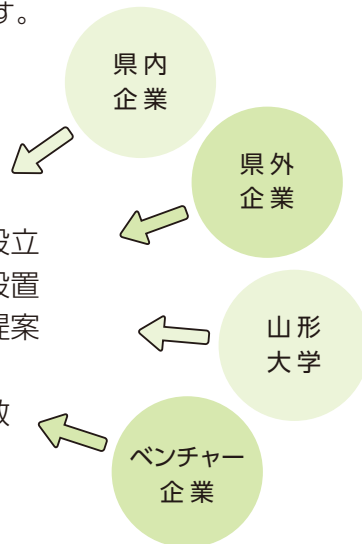 す。
県内
企業
県外
企業
設立
設置
提案
山形
大学
ベンチャー
企業